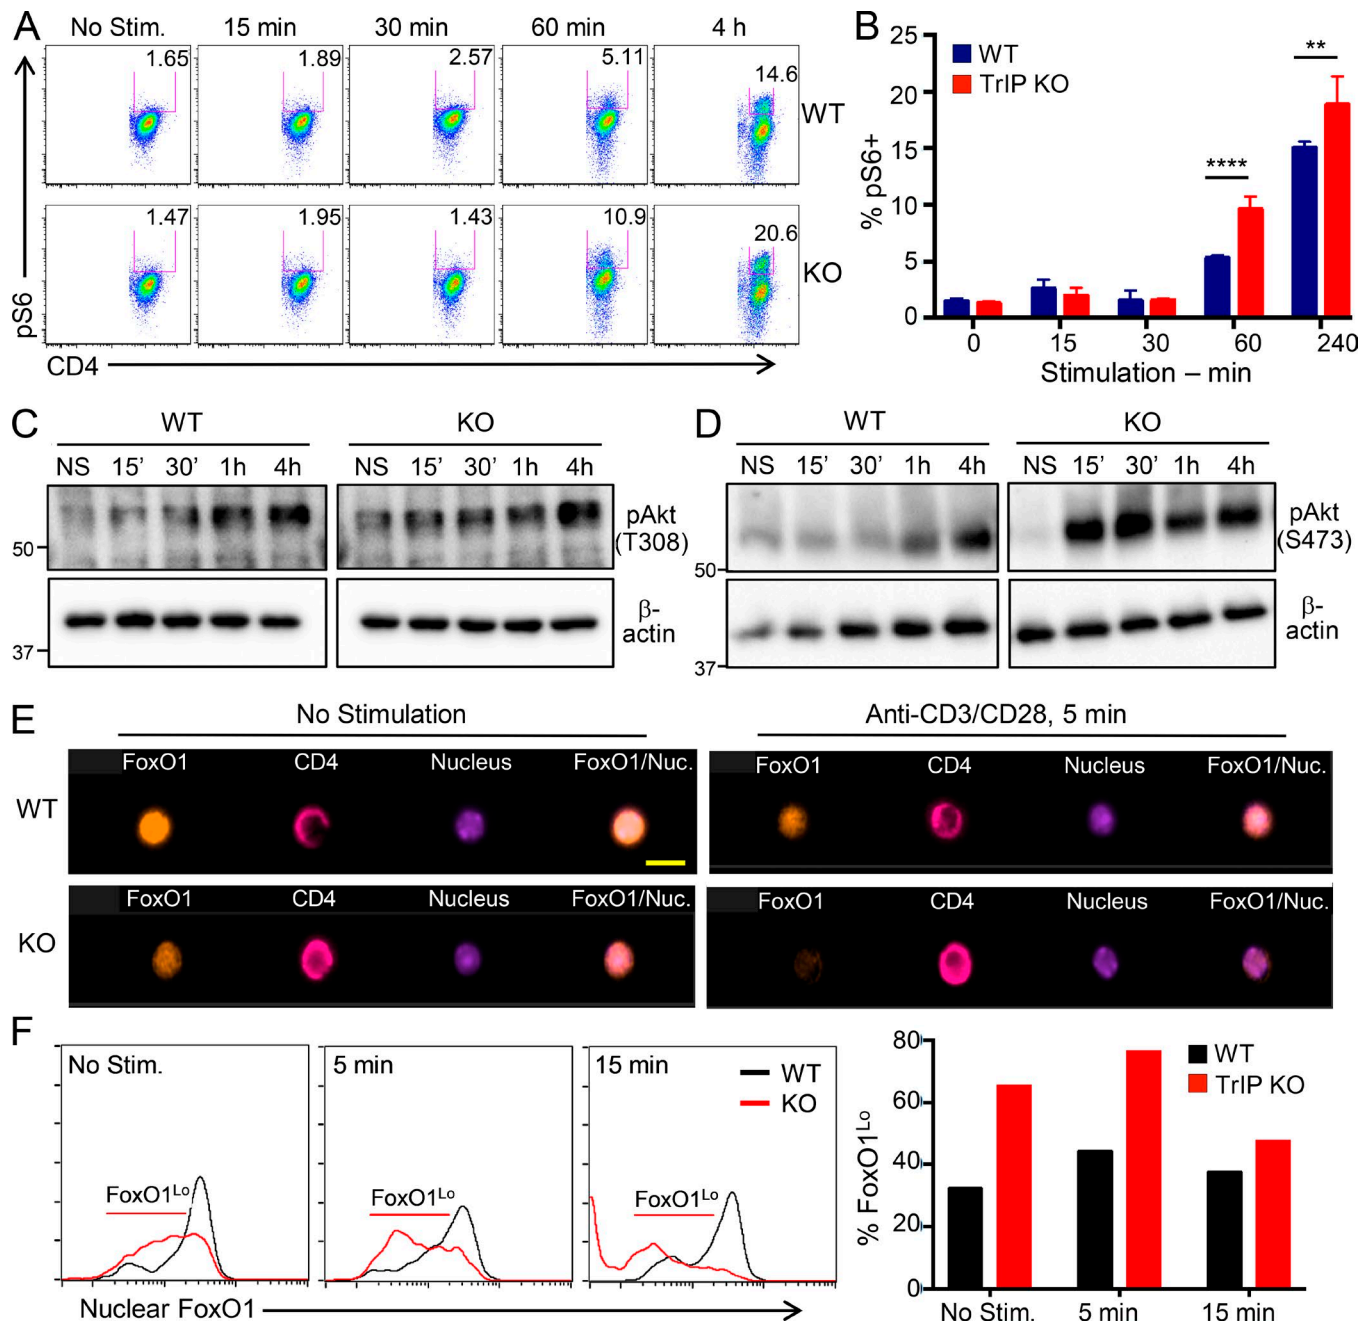 A
No Stim.
15 min
30 min
60 min
4 h
1.65
1.89
2.57
5.11
14.6
WT
1.47
1.95
1.43
10.9
20.6
KO
pS6
CD4
B
25
20
15
10
5
0
% pS6+
WT
TrIP KO
****
**
0
15
30
60
240
Stimulation – min
C
WT
KO
NS 15’ 30’ 1h 4h
NS 15’ 30’ 1h 4h
50
pAkt
(T308)
37
β-
actin
D
WT
KO
NS 15’ 30’ 1h 4h
NS 15’ 30’ 1h 4h
50
pAkt
(S473)
37
β-
actin
E
No Stimulation
Anti-CD3/CD28, 5 min
WT
FoxO1 CD4 Nucleus FoxO1/Nuc.
FoxO1 CD4 Nucleus FoxO1/Nuc.
KO
FoxO1 CD4 Nucleus FoxO1/Nuc.
FoxO1 CD4 Nucleus FoxO1/Nuc.
F
No Stim.
FoxO1Lo
5 min
FoxO1Lo
15 min
WT
KO
FoxO1Lo
Nuclear FoxO1
80
60
40
20
0
% FoxO1Lo
WT
TrIP KO
No Stim.
5 min
15 min